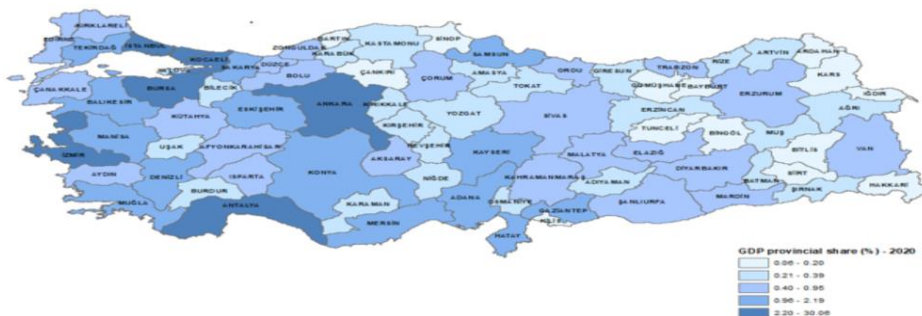 KIRKLARELİ
EDİRNE
TEKİRDAĞ
İSTANBUL
KOCAELİ
SAKARYA
DÜZCE
BOLU
ZONGULDAK
BARTIN
KARABÜK
KASTAMONU
SİNOP
SAMSUN
ÇANKIRI
ÇORUM
AMASYA
TOKAT
ORDU
GİRESUN
TRABZON
RİZE
ARTVİN
ARDAHAN
KARS
IĞDIR
AĞRI
ERZURUM
BAYBURT
GÜMÜŞHANE
ERZİNCAN
TUNCELİ
BİNGÖL
MUŞ
BİTLİS
VAN
HAKKARİ
ŞIRNAK
SİİRT
BATMAN
MARDİN
DİYARBAKIR
ELAZIĞ
MALATYA
ADIYAMAN
ŞANLIURFA
GAZİANTEP
KİLİS
HATAY
OSMANİYE
KAHRAMANMARAŞ
ADANA
MERSİN
KARAMAN
NİĞDE
KAYSERİ
SİVAS
YOZGAT
NEVŞEHİR
KIRŞEHİR
KIRIKKALE
ANKARA
AKSARAY
KONYA
ESKİŞEHİR
BİLECİK
BURSA
ÇANAKKALE
BALIKESİR
KÜTAHYA
MANİSA
UŞAK
AFYONKARAHİSAR
İZMİR
AYDIN
DENİZLİ
ISPARTA
BURDUR
MUĞLA
ANTALYA
GDP provincial share (%) - 2020
0.06 - 0.20
0.21 - 0.39
0.40 - 0.95
0.96 - 2.19
2.20 - 30.06